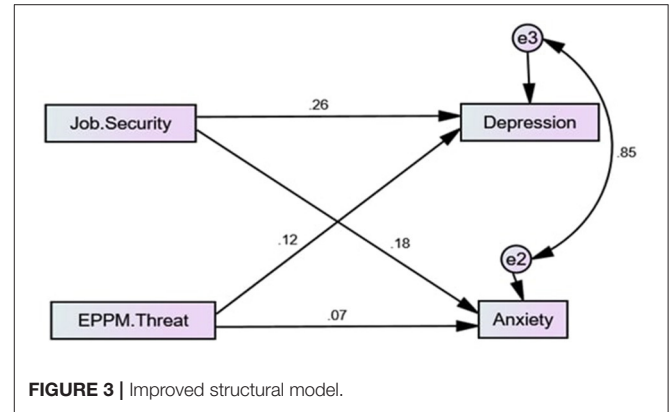 e3
.26
Job.Security
Depression
.85
.12
.18
e2
EPPM.Threat
.07
Anxiety
FIGURE 3 | Improved structural model.